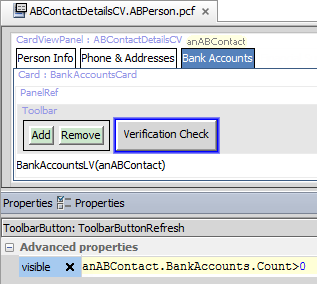 ABContactDetailsCV.ABPerson.pcf ×
CardViewPanel : ABContactDetailsCV anABContact
Person Info Phone & Addresses Bank Accounts
Card : BankAccountsCard
PanelRef
Toolbar
Add Remove Verification Check
BankAccountsLV(anABContact)
Properties Properties
ToolbarButton: ToolbarButtonRefresh
Advanced properties
visible anABContact.BankAccounts.Count>0